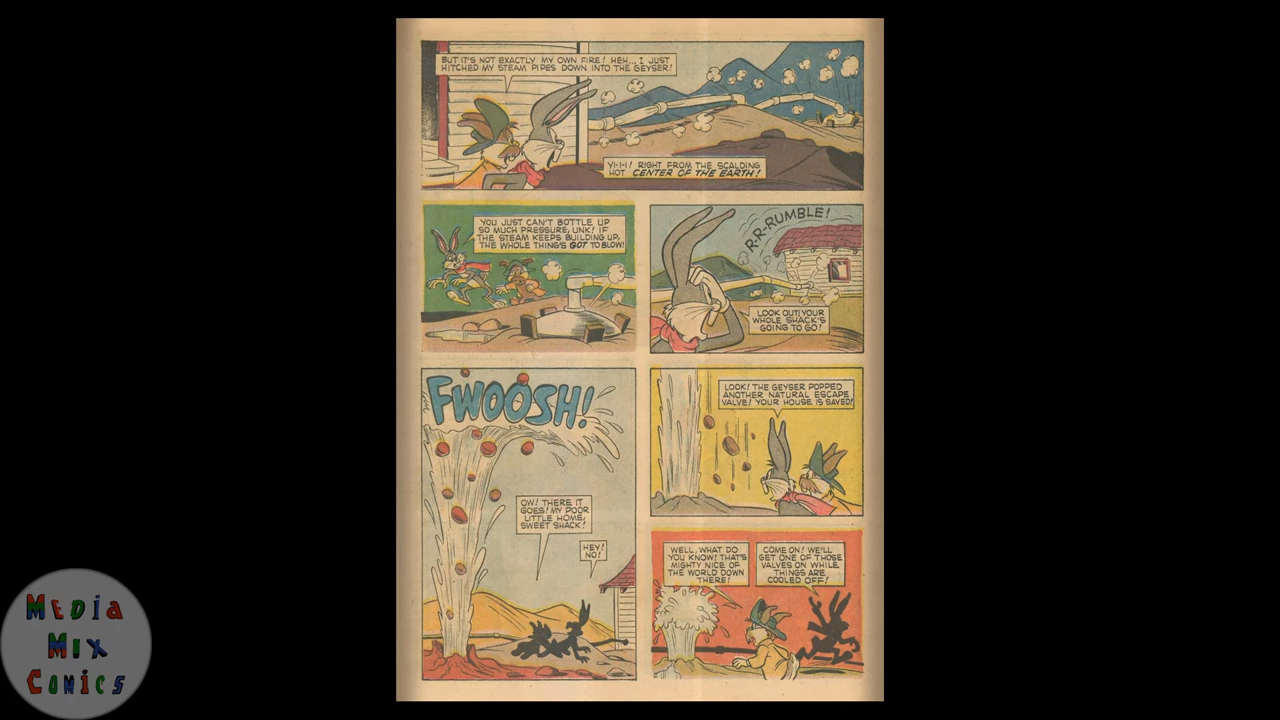 BUT IT'S NOT EXACTLY MY OWN FIRE! HEH... I JUST
HITCHED MY STEAM PIPES DOWN INTO THE GEYSER!
YI-I-I! RIGHT FROM THE SCALDING
HOT CENTER OF THE EARTH!
YOU JUST CAN'T BOTTLE UP
SO MUCH PRESSURE, UNK! IF
THE STEAM KEEPS BUILDING UP,
THE WHOLE THING'S GOT TO BLOW!
R-R-RUMBLE!
LOOK OUT! YOUR
WHOLE SHACK'S
GOING TO GO!
FWOOSH!
OW! THERE IT
GOES! MY POOR
LITTLE HOME,
SWEET SHACK!
HEY!
NO!
LOOK! THE GEYSER POPPED
ANOTHER NATURAL ESCAPE
VALVE! YOUR HOUSE IS SAVED!
WELL, WHAT DO
YOU KNOW! THAT'S
MIGHTY NICE OF
THE WORLD DOWN
THERE!
COME ON! WE'LL
GET ONE OF THOSE
VALVES ON WHILE
THINGS ARE
COOLED OFF!
MEDIA
MIX
COMICS